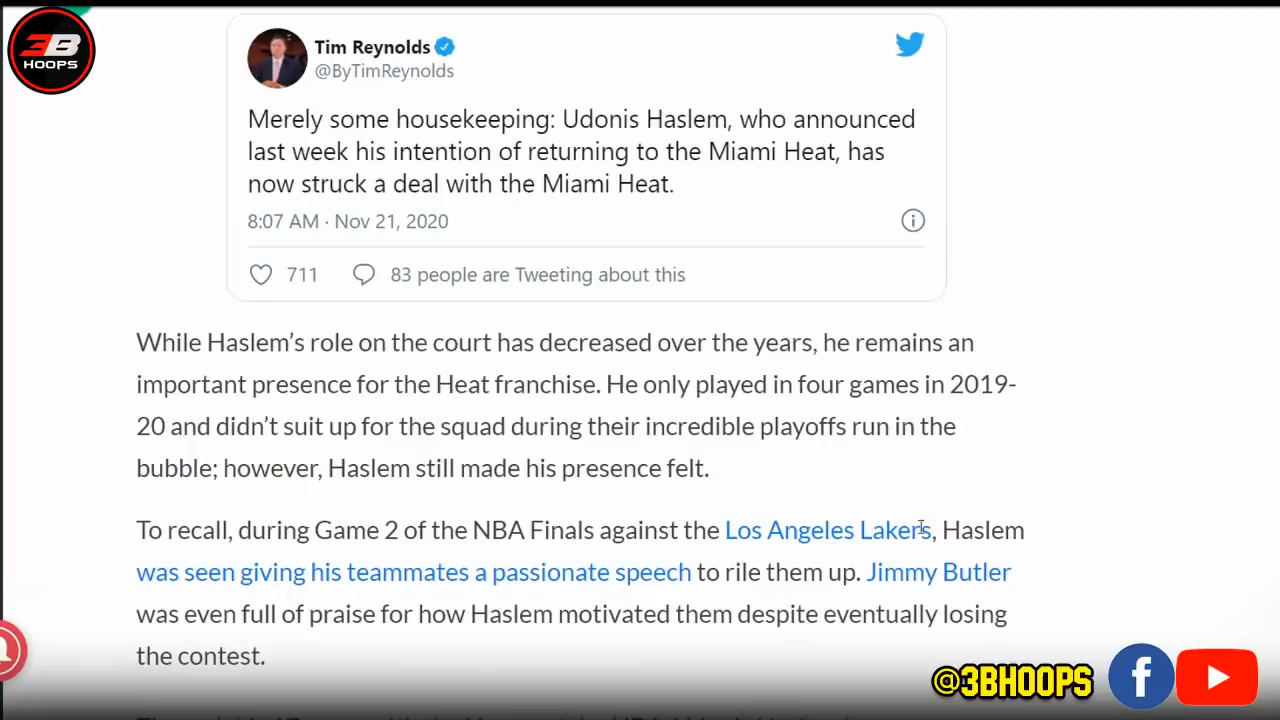 3B
HOOPS
Tim Reynolds
@ByTimReynolds
Merely some housekeeping: Udonis Haslem, who announced
last week his intention of returning to the Miami Heat, has
now struck a deal with the Miami Heat.
8:07 AM · Nov 21, 2020
711 83 people are Tweeting about this
While Haslem’s role on the court has decreased over the years, he remains an
important presence for the Heat franchise. He only played in four games in 2019-
20 and didn’t suit up for the squad during their incredible playoffs run in the
bubble; however, Haslem still made his presence felt.
To recall, during Game 2 of the NBA Finals against the Los Angeles Lakers, Haslem
was seen giving his teammates a passionate speech to rile them up. Jimmy Butler
was even full of praise for how Haslem motivated them despite eventually losing
the contest.
@3BHOOPS